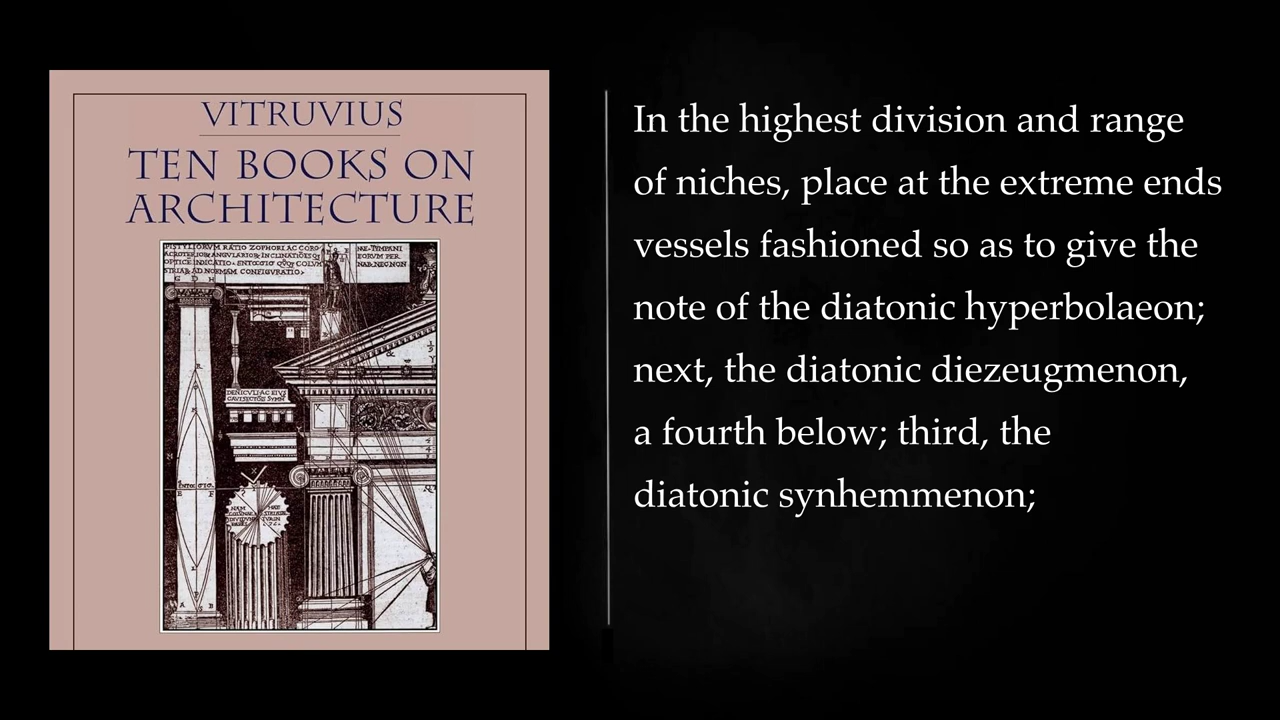 VITRUVIUS
TEN BOOKS ON
ARCHITECTURE
In the highest division and range
of niches, place at the extreme ends
vessels fashioned so as to give the
note of the diatonic hyperbolaeon;
next, the diatonic diezeugmenon,
a fourth below; third, the
diatonic synhemmenon;